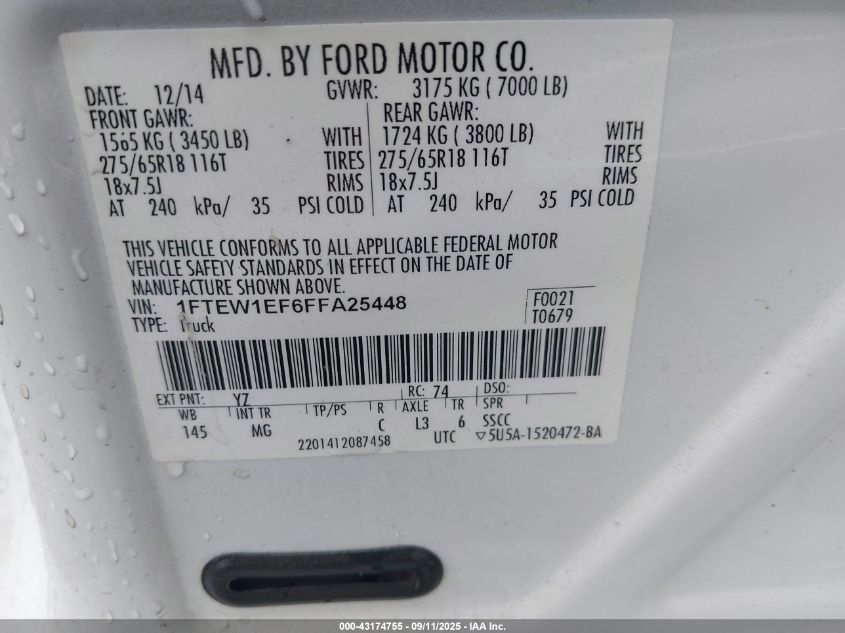 MFD. BY FORD MOTOR CO.
DATE: 12/14 GVWR: 3175 KG ( 7000 LB)
FRONT GAWR: REAR GAWR:
1565 KG ( 3450 LB) WITH 1724 KG ( 3800 LB) WITH
275/65R18 116T TIRES 275/65R18 116T TIRES
18x7.5J RIMS 18x7.5J RIMS
AT 240 kPa/ 35 PSI COLD AT 240 kPa/ 35 PSI COLD
THIS VEHICLE CONFORMS TO ALL APPLICABLE FEDERAL MOTOR
VEHICLE SAFETY STANDARDS IN EFFECT ON THE DATE OF
MANUFACTURE SHOWN ABOVE.
VIN: 1FTEW1EF6FFA25448 F0021
TYPE: Truck T0679
EXT PNT: YZ RC: 74 DSO:
WB INT TR TP/PS R AXLE TR SPR
145 MG C L3 6 SSCC
2201412087458 UTC ▽5U5A-1520472-BA
000-43174755 - 09/11/2025 - IAA Inc.